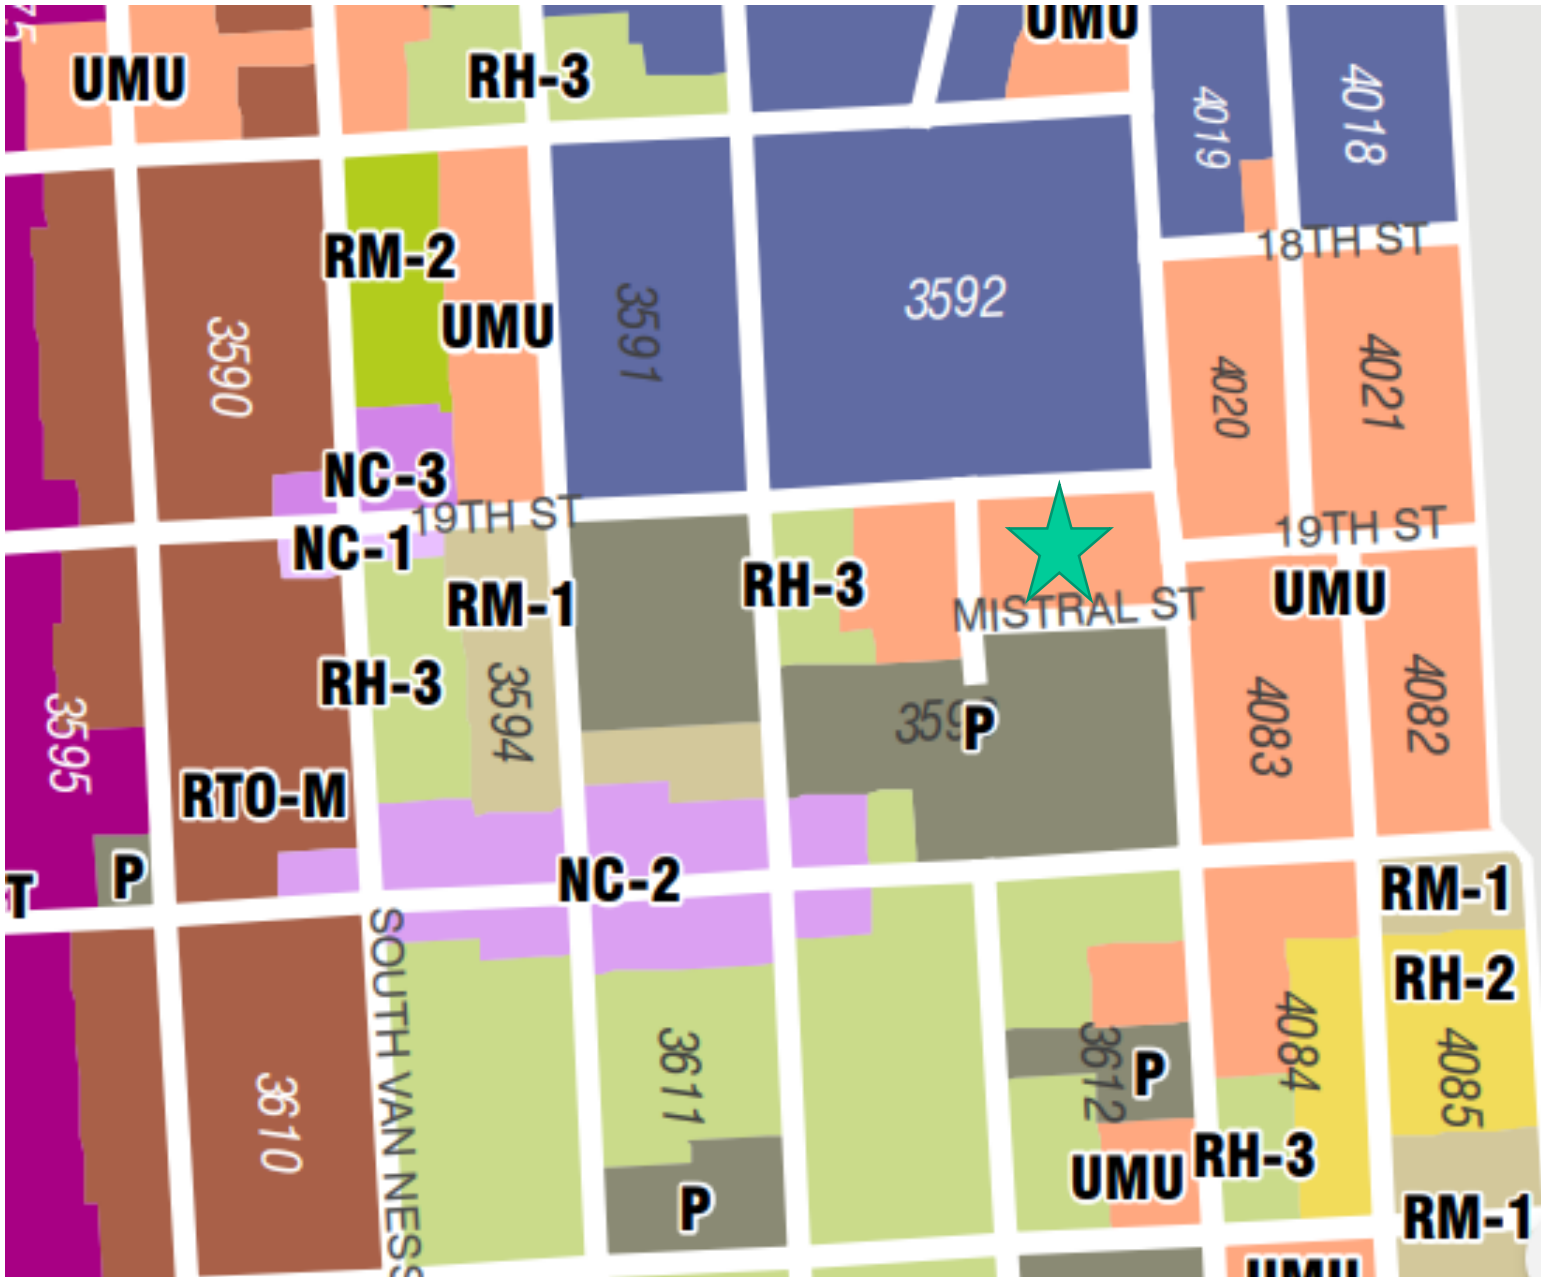 UMU
UMU
RH-3
4019
4018
RM-2
18TH ST
UMU
3591
3592
3590
4020
4021
NC-3
19TH ST
19TH ST
NC-1
RM-1
RH-3
MISTRAL ST
UMU
RH-3
3594
3595
P
4083
4082
RTO-M
P
NC-2
T
RM-1
SOUTH VAN NESS
RH-2
3611
3612
P
4084
4085
3610
RH-3
UMU
P
RM-1
UMU